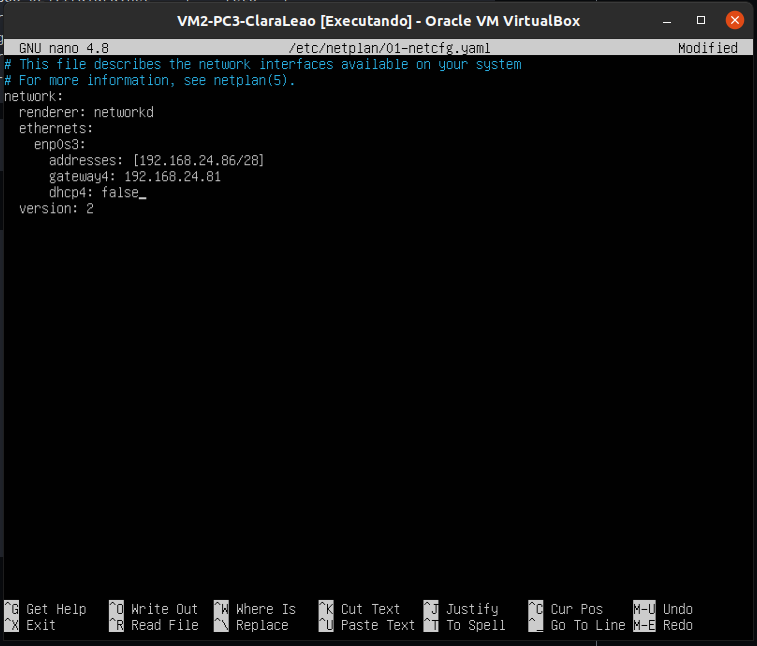 VM2-PC3-ClaraLeao [Executando] - Oracle VM VirtualBox
GNU nano 4.8 /etc/netplan/01-netcfg.yaml Modified
# This file describes the network interfaces available on your system
# For more information, see netplan(5).
network:
  renderer: networkd
  ethernets:
    enp0s3:
      addresses: [192.168.24.86/28]
      gateway4: 192.168.24.81
      dhcp4: false_
  version: 2
^G Get Help ^O Write Out ^W Where Is ^K Cut Text ^J Justify ^C Cur Pos M-U Undo
^X Exit ^R Read File ^\ Replace ^U Paste Text ^T To Spell ^_ Go To Line M-E Redo